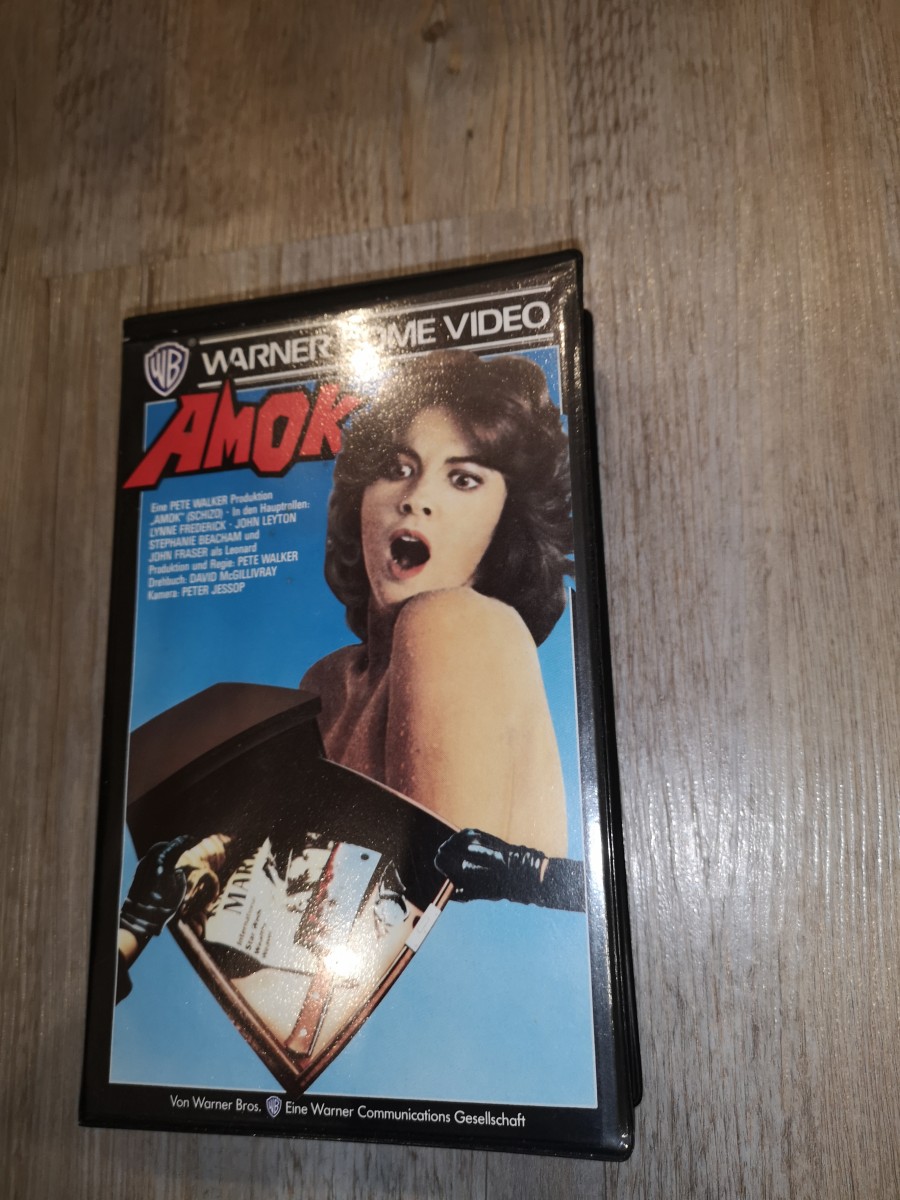 WB
WARNER HOME VIDEO
AMOK
Eine PETE WALKER Produktion
„AMOK" (SCHIZO) · In den Hauptrollen:
LYNNE FREDERICK · JOHN LEYTON
STEPHANIE BEACHAM und
JOHN FRASER als Leonard
Produktion und Regie: PETE WALKER
Drehbuch: DAVID McGILLIVRAY
Kamera: PETER JESSOP
Von Warner Bros. WB Eine Warner Communications Gesellschaft